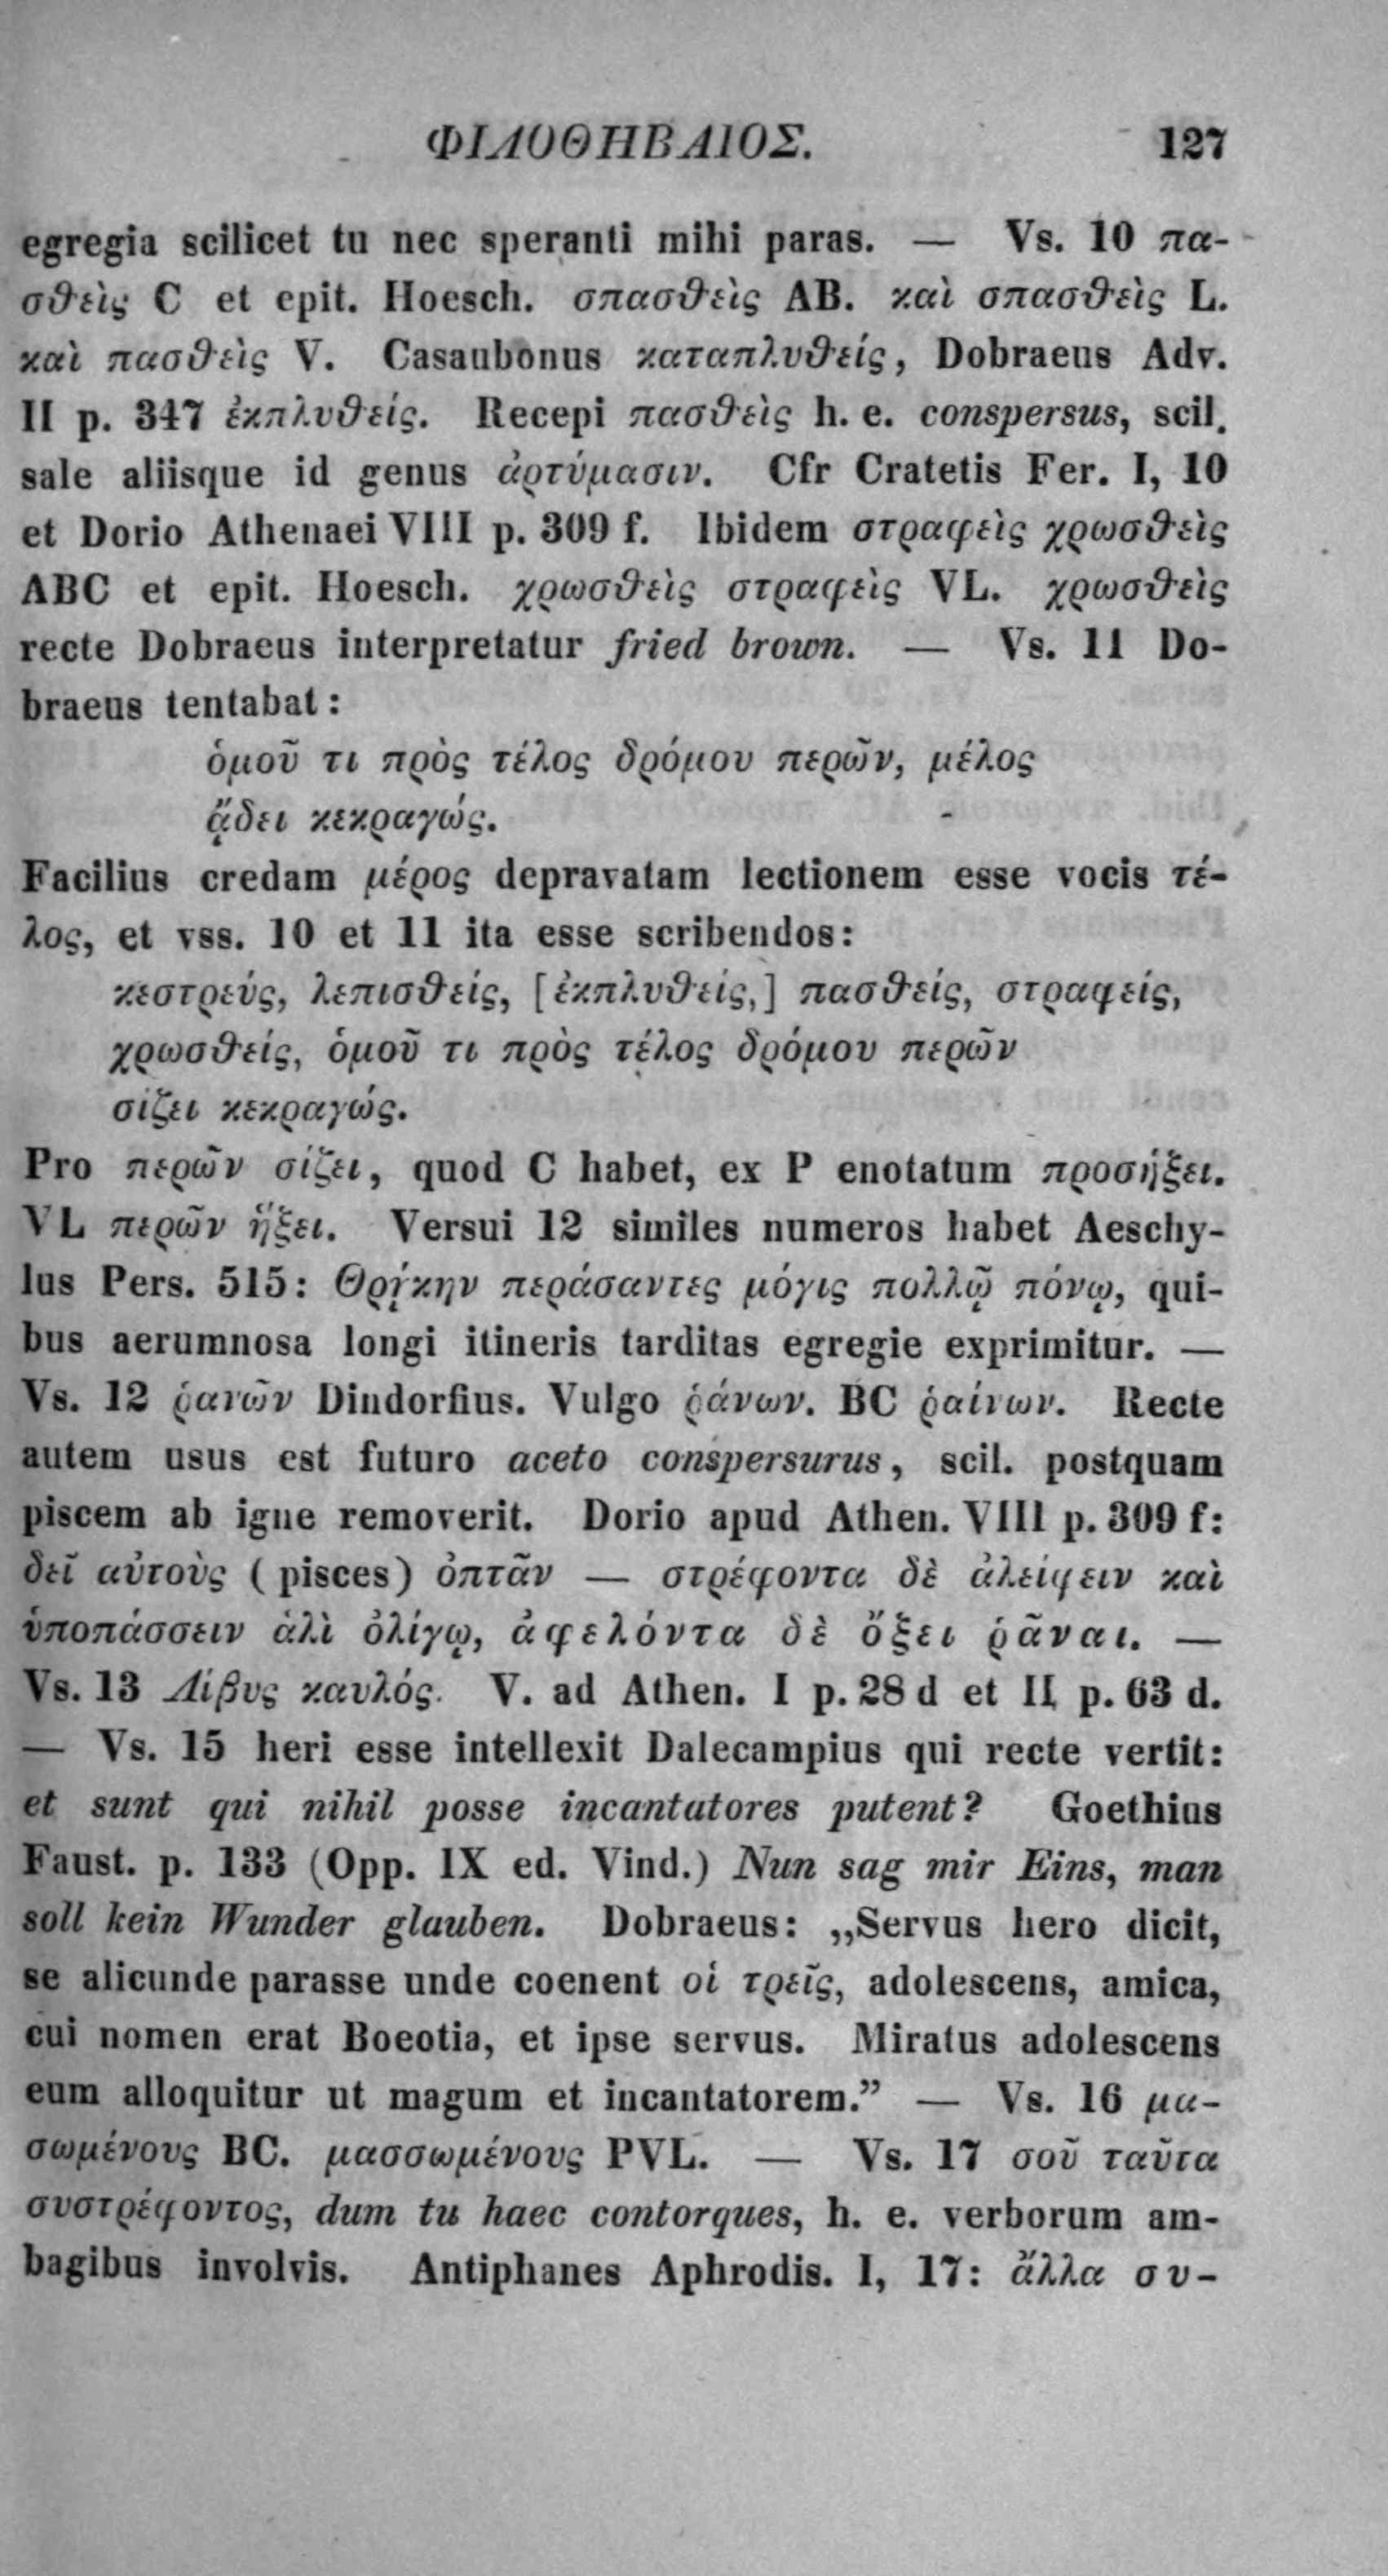 ΦΙΛΟΘΗΒΑΙΟΣ. 127
egregia scilicet tu nec speranti mihi paras. — Vs. 10 πα-
σθεὶς C et epit. Hoesch. σπασθεὶς AB. καὶ σπασθεὶς L.
καὶ πασθεὶς V. Casaubonus καταπλυθείς, Dobraeus Adv.
II p. 347 ἐκπλυθείς. Recepi πασθεὶς h. e. conspersus, scil.
sale aliisque id genus ἀρτύμασιν. Cfr Cratetis Fer. I, 10
et Dorio Athenaei VIII p. 309 f. Ibidem στραφεὶς χρωσθεὶς
ABC et epit. Hoesch. χρωσθεὶς στραφεὶς VL. χρωσθεὶς
recte Dobraeus interpretatur fried brown. — Vs. 11 Do-
braeus tentabat:
ὁμοῦ τι πρὸς τέλος δρόμου περῶν, μέλος
ᾄδει κεκραγώς.
Facilius credam μέρος depravatam lectionem esse vocis τέ-
λος, et vss. 10 et 11 ita esse scribendos:
κεστρεύς, λεπισθείς, [ἐκπλυθείς,] πασθείς, στραφείς,
χρωσθείς, ὁμοῦ τι πρὸς τέλος δρόμου περῶν
σίζει κεκραγώς.
Pro περῶν σίζει, quod C habet, ex P enotatum προσήξει.
VL περῶν ἥξει. Versui 12 similes numeros habet Aeschy-
lus Pers. 515: Θρῄκην περάσαντες μόγις πολλῷ πόνῳ, qui-
bus aerumnosa longi itineris tarditas egregie exprimitur. —
Vs. 12 ῥανῶν Dindorfius. Vulgo ῥάνων. BC ῥαίνων. Recte
autem usus est futuro aceto conspersurus, scil. postquam
piscem ab igne removerit. Dorio apud Athen. VIII p. 309 f:
δεῖ αὐτοὺς (pisces) ὀπτᾶν — στρέφοντα δὲ ἀλείφειν καὶ
ὑποπάσσειν ἁλὶ ὀλίγῳ, ἀφελόντα δὲ ὄξει ῥᾶναι. —
Vs. 13 Λίβυς καυλός. V. ad Athen. I p. 28 d et II p. 63 d.
— Vs. 15 heri esse intellexit Dalecampius qui recte vertit:
et sunt qui nihil posse incantatores putent? Goethius
Faust. p. 133 (Opp. IX ed. Vind.) Nun sag mir Eins, man
soll kein Wunder glauben. Dobraeus: „Servus hero dicit,
se alicunde parasse unde coenent οἱ τρεῖς, adolescens, amica,
cui nomen erat Boeotia, et ipse servus. Miratus adolescens
eum alloquitur ut magum et incantatorem.” — Vs. 16 μα-
σωμένους BC. μασσωμένους PVL. — Vs. 17 σοῦ ταῦτα
συστρέφοντος, dum tu haec contorques, h. e. verborum am-
bagibus involvis. Antiphanes Aphrodis. I, 17: ἄλλα συ-